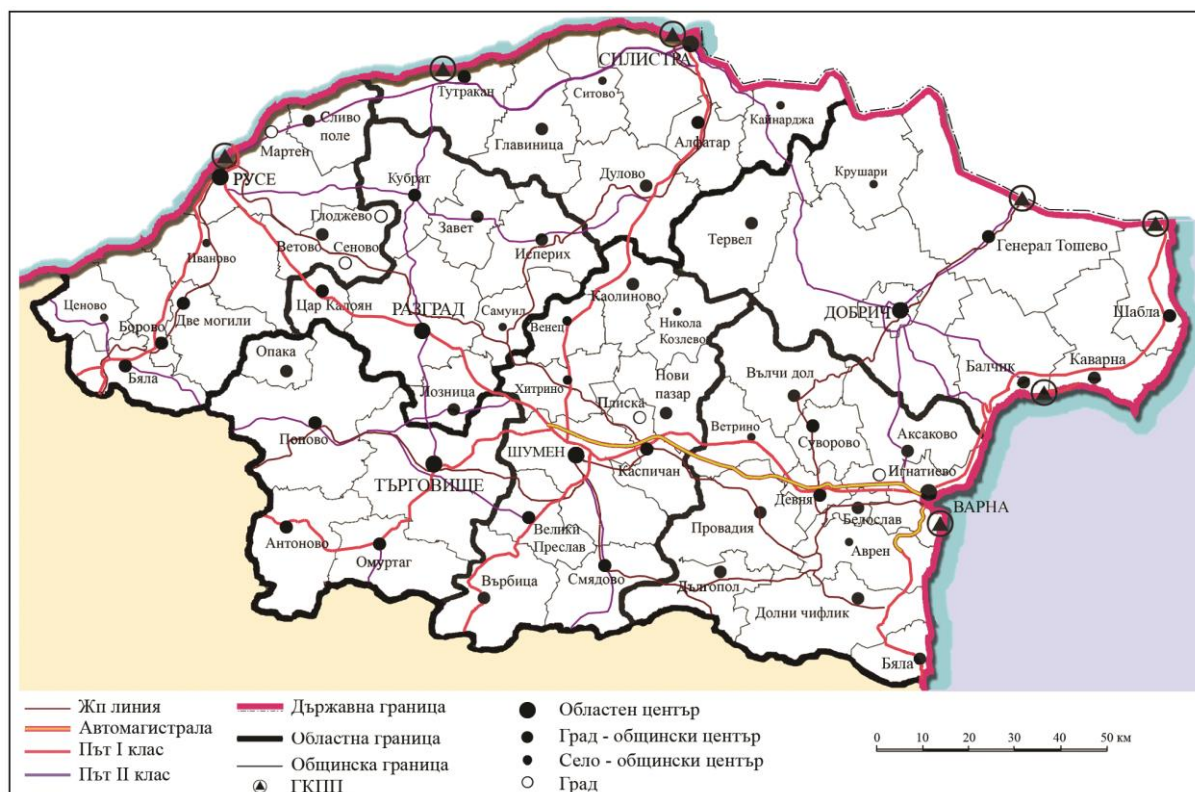 СИЛИСТРА
Тутракан
Ситово
Кайнарджа
Сливо
поле
Мартен
Главиница
Алфатар
РУСЕ
Кубрат
Дулово
Крушари
Глоджево
Завет
Ветово
Сеново
Исперих
Тервел
Генерал Тошево
Иваново
Ценово
Цар Калоян
РАЗГРАД
Самуил
Каолиново
Никола
Козлево
ДОБРИЧ
Шабла
Борово
Две могили
Венец
Бяла
Опака
Хитрино
Нови
пазар
Вълчи дол
Балчик
Каварна
Лозница
Плиска
Попово
Ветрино
Суворово
Аксаково
ШУМЕН
Каспичан
Игнатиево
ТЪРГОВИЩЕ
Девня
ВАРНА
Велики
Преслав
Провадия
Белослав
Антоново
Омуртаг
Аврен
Върбица
Смядово
Дългопол
Долни чифлик
Бяла
Жп линия
Автомагистрала
Път I клас
Път II клас
Държавна граница
Областна граница
Общинска граница
ГКПП
Областен център
Град - общински център
Село - общински център
Град
0 10 20 30 40 50 км